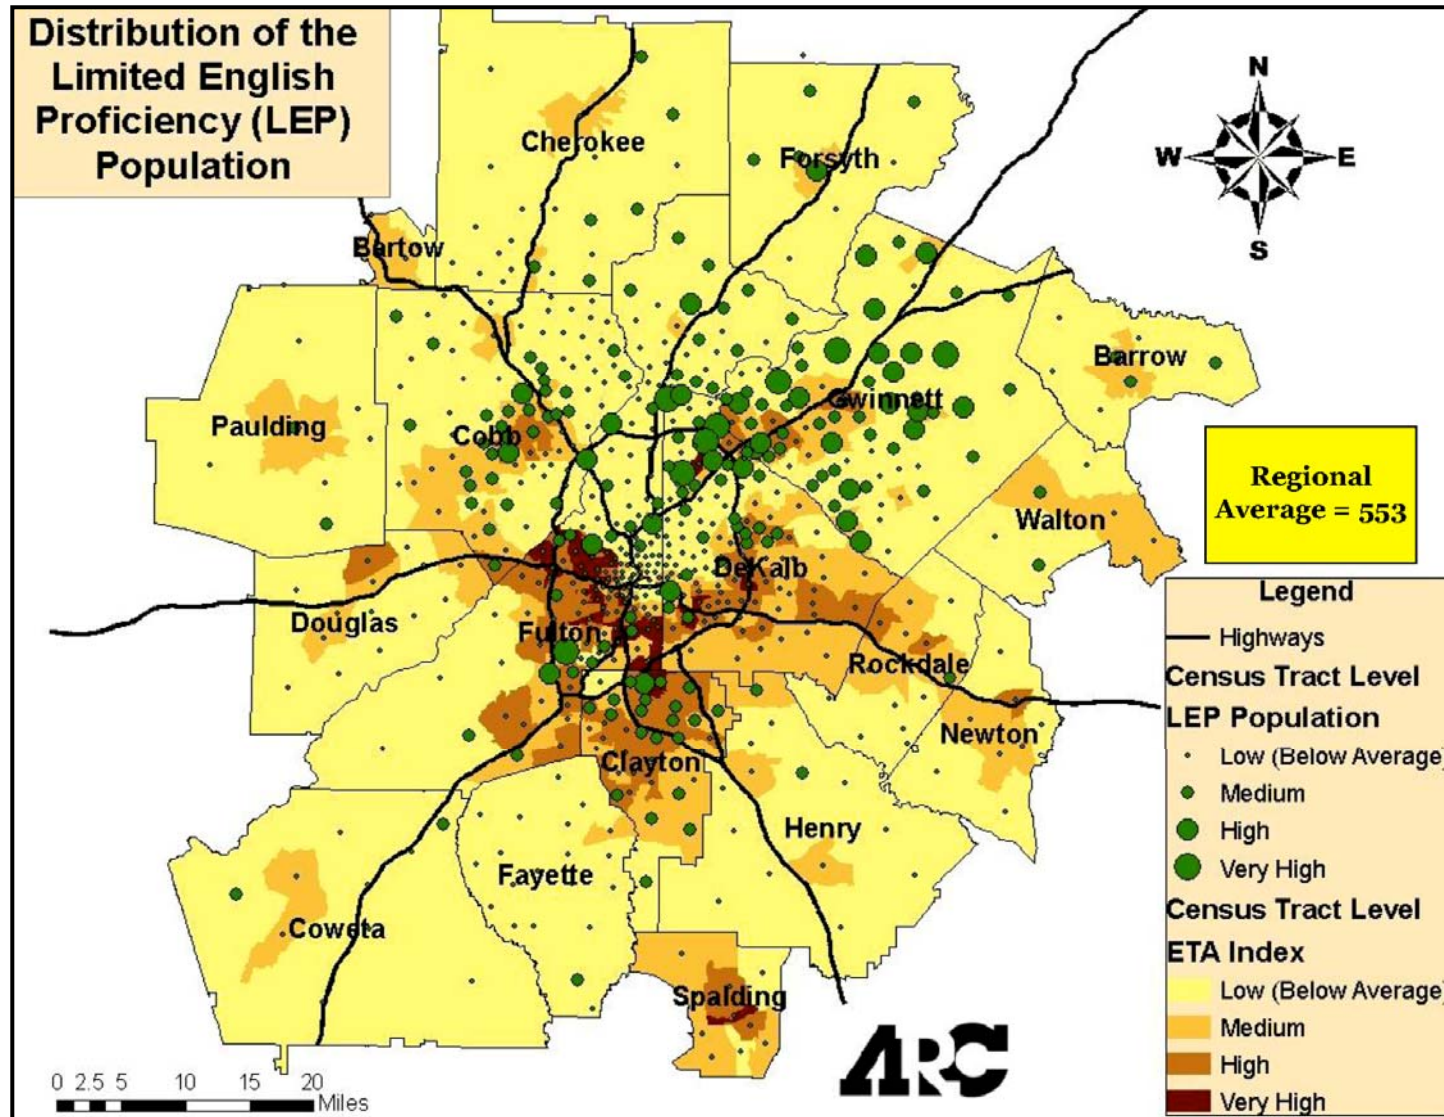 Distribution of the
Limited English
Proficiency (LEP)
Population
N
W
E
S
Cherokee
Forsyth
Bartow
Barrow
Paulding
Cobb
Gwinnett
Regional
Average = 553
Walton
DeKalb
Douglas
Fulton
Rockdale
Newton
Clayton
Henry
Fayette
Coweta
Spalding
Legend
Highways
Census Tract Level
LEP Population
Low (Below Average)
Medium
High
Very High
Census Tract Level
ETA Index
Low (Below Average)
Medium
High
Very High
ARC
0 2.5 5 10 15 20
Miles